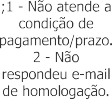 ;1 - Não atende a
condição de
pagamento/prazo.
2 - Não
respondeu e-mail
de homologação.